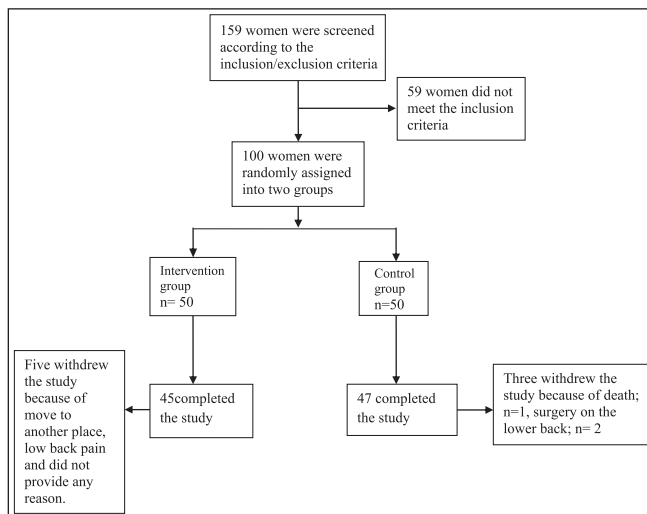 159 women were screened
according to the
inclusion/exclusion criteria
59 women did not
meet the inclusion
criteria
100 women were
randomly assigned
into two groups
Intervention
group
n= 50
Control
group
n=50
Five withdrew
the study
because of
move to
another place,
low back pain
and did not
provide any
reason.
45completed
the study
47 completed
the study
Three withdrew the
study because of death;
n=1, surgery on the
lower back; n= 2